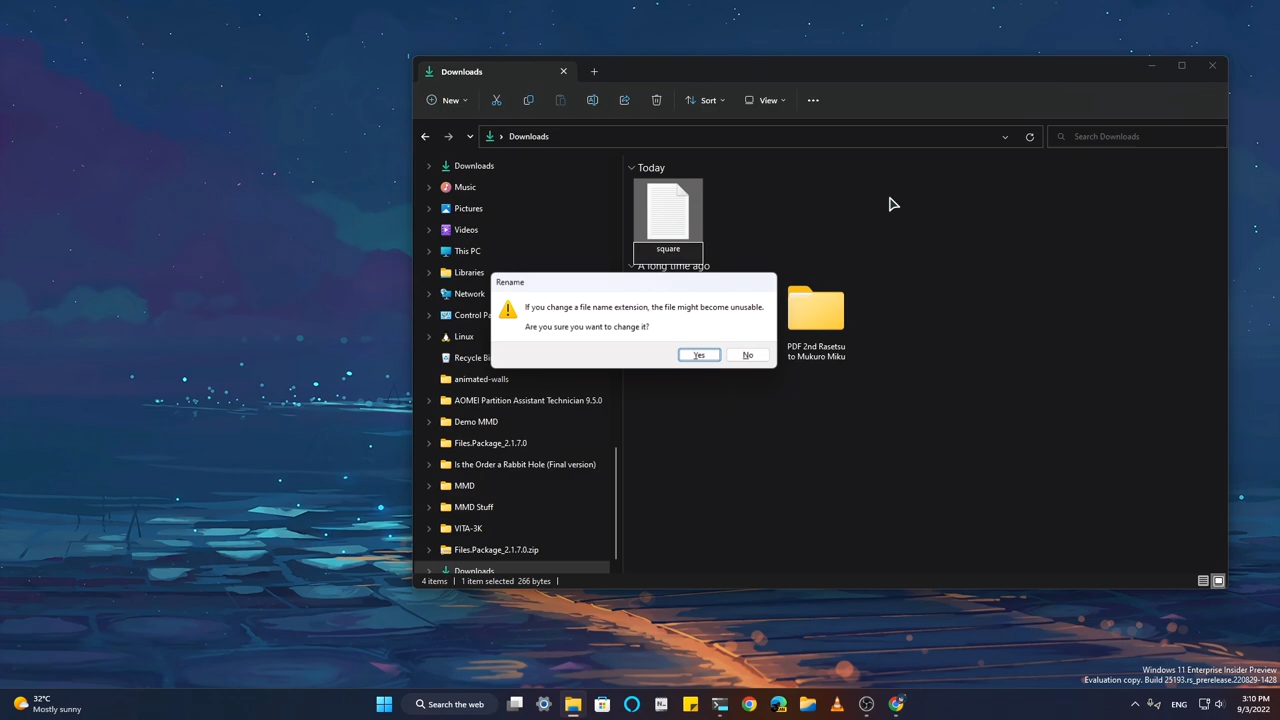 Downloads
New
Sort
View
Downloads
Search Downloads
Downloads
Music
Pictures
Videos
This PC
Libraries
Network
Control Pa
Linux
Recycle Bi
animated-walls
AOMEI Partition Assistant Technician 9.5.0
Demo MMD
Files.Package_2.1.7.0
Is the Order a Rabbit Hole (Final version)
MMD
MMD Stuff
VITA-3K
Files.Package_2.1.7.0.zip
Downloads
Today
square
A long time ago
PDF 2nd Rasetsu
to Mukuro Miku
Rename
If you change a file name extension, the file might become unusable.
Are you sure you want to change it?
Yes
No
4 items
1 item selected 266 bytes
Windows 11 Enterprise Insider Preview
Evaluation copy. Build 25193.rs_prerelease.220829-1428
32°C
Mostly sunny
Search the web
ENG
3:10 PM
9/3/2022